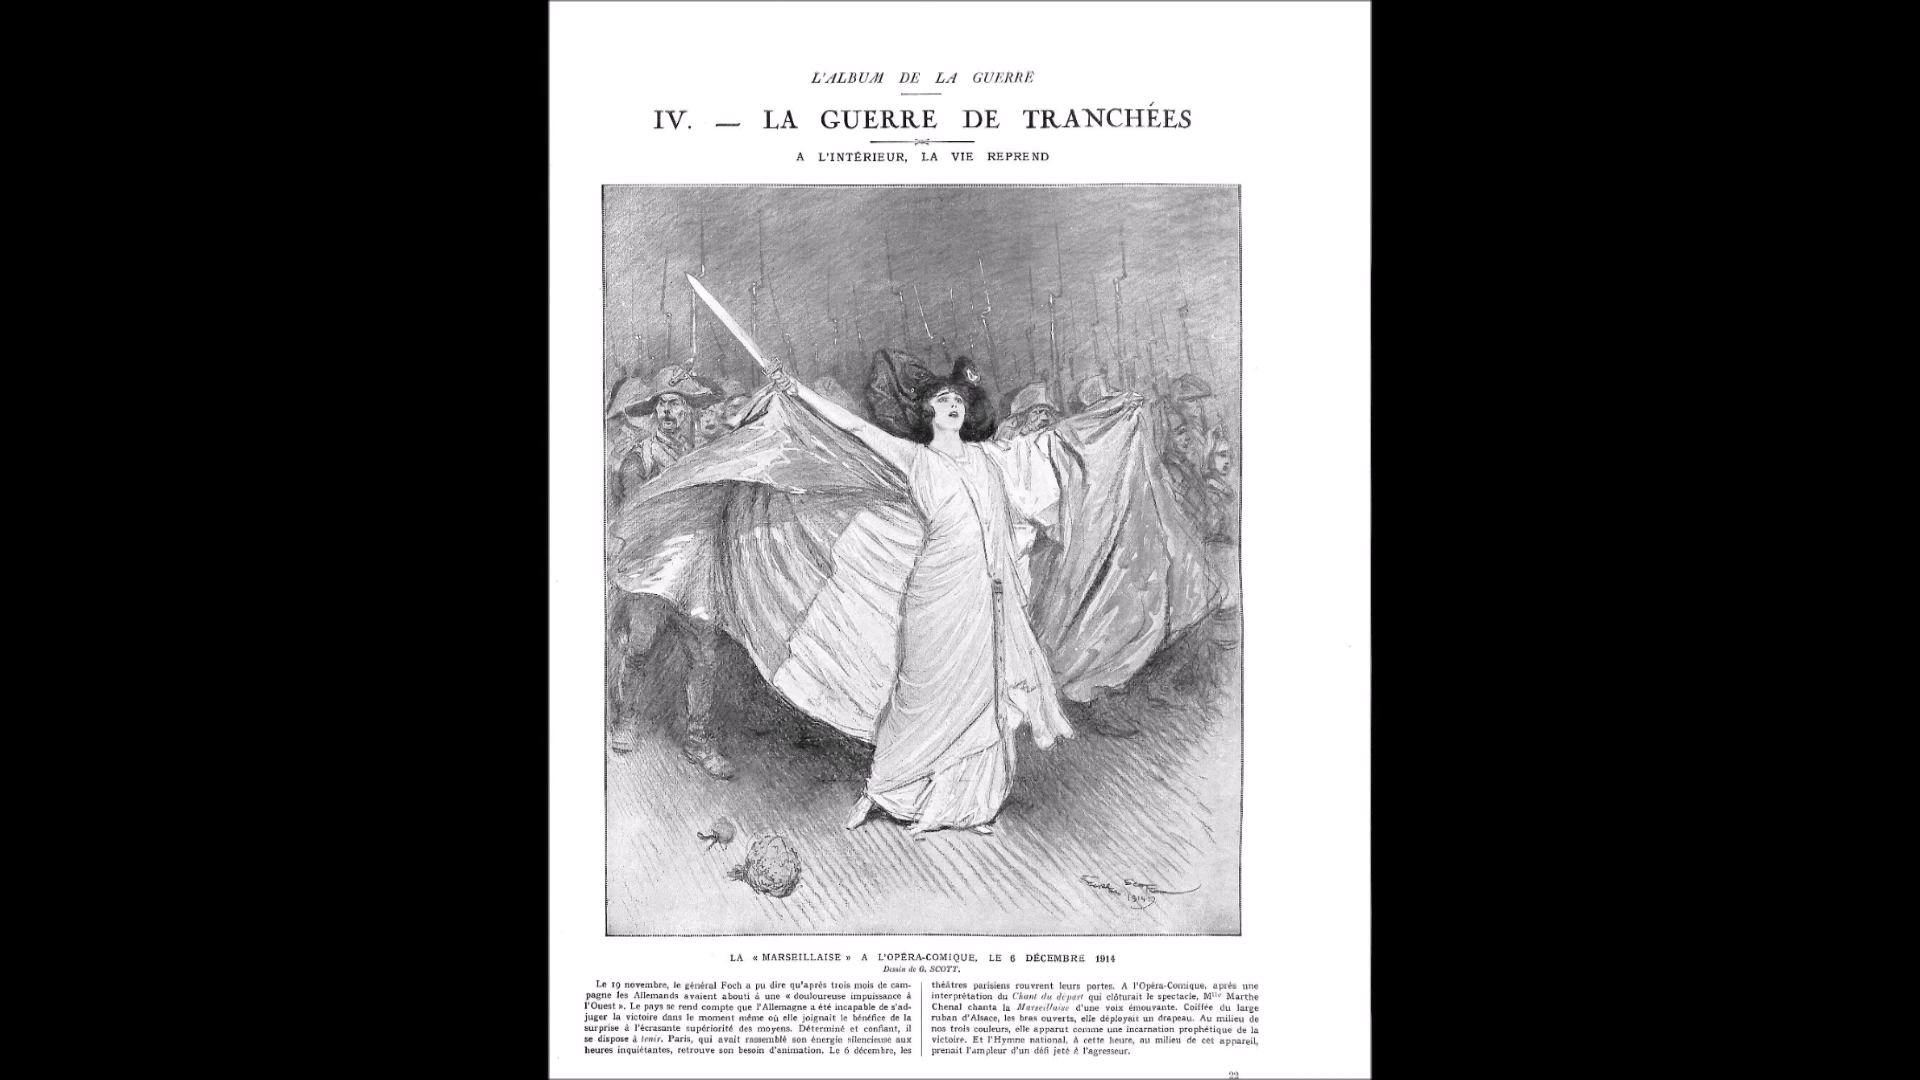 L'ALBUM DE LA GUERRE
IV. — LA GUERRE DE TRANCHÉES
A L'INTÉRIEUR, LA VIE REPREND
LA « MARSEILLAISE » A L'OPÉRA-COMIQUE, LE 6 DÉCEMBRE 1914
Dessin de G. SCOTT.
Le 19 novembre, le général Foch a pu dire qu'après trois mois de cam-
pagne les Allemands avaient abouti à une « douloureuse impuissance à
l'Ouest ». Le pays se rend compte que l'Allemagne a été incapable de s'ad-
juger la victoire dans le moment même où elle joignait le bénéfice de la
surprise à l'écrasante supériorité des moyens. Déterminé et confiant, il
se dispose à tenir. Paris, qui avait rassemblé son énergie silencieuse aux
heures inquiétantes, retrouve son besoin d'animation. Le 6 décembre, les
théâtres parisiens rouvrent leurs portes. A l'Opéra-Comique, après une
interprétation du Chant du départ qui clôturait le spectacle, Mlle Marthe
Chenal chanta la Marseillaise d'une voix émouvante. Coiffée du large
ruban d'Alsace, les bras ouverts, elle déployait un drapeau. Au milieu de
nos trois couleurs, elle apparut comme une incarnation prophétique de la
victoire. Et l'Hymne national, à cette heure, au milieu de cet appareil,
prenait l'ampleur d'un défi jeté à l'agresseur.
22